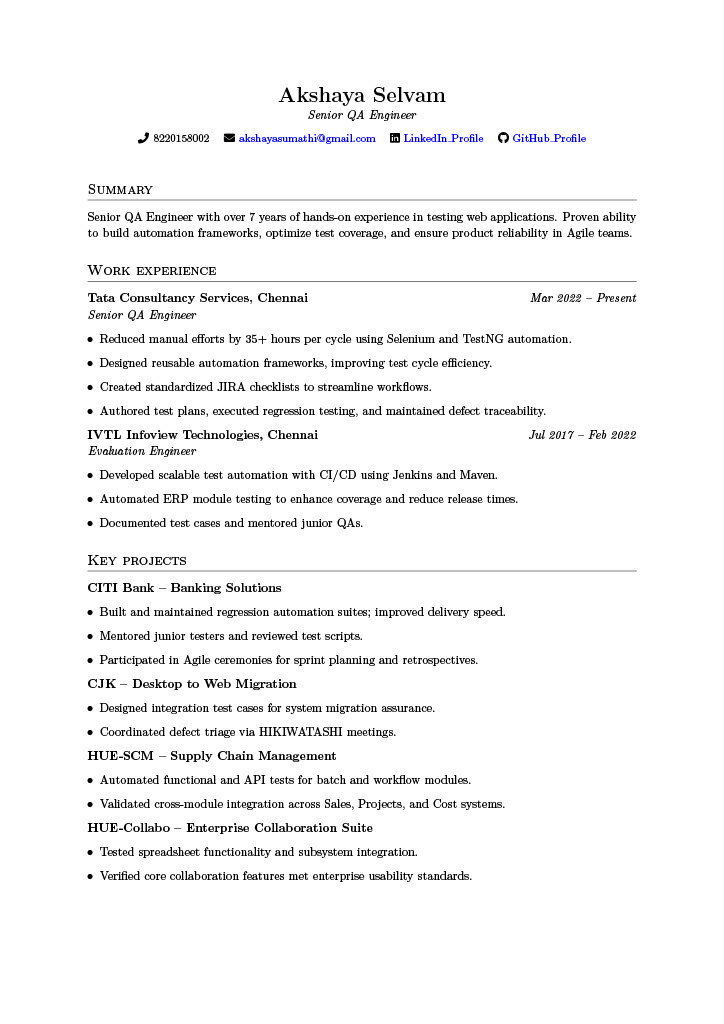 Akshaya Selvam
Senior QA Engineer
8220158002 akshayasumathi@gmail.com LinkedIn_Profile GitHub_Profile
Summary
Senior QA Engineer with over 7 years of hands-on experience in testing web applications. Proven ability
to build automation frameworks, optimize test coverage, and ensure product reliability in Agile teams.
Work experience
Tata Consultancy Services, Chennai Mar 2022 – Present
Senior QA Engineer
• Reduced manual efforts by 35+ hours per cycle using Selenium and TestNG automation.
• Designed reusable automation frameworks, improving test cycle efficiency.
• Created standardized JIRA checklists to streamline workflows.
• Authored test plans, executed regression testing, and maintained defect traceability.
IVTL Infoview Technologies, Chennai Jul 2017 – Feb 2022
Evaluation Engineer
• Developed scalable test automation with CI/CD using Jenkins and Maven.
• Automated ERP module testing to enhance coverage and reduce release times.
• Documented test cases and mentored junior QAs.
Key projects
CITI Bank – Banking Solutions
• Built and maintained regression automation suites; improved delivery speed.
• Mentored junior testers and reviewed test scripts.
• Participated in Agile ceremonies for sprint planning and retrospectives.
CJK – Desktop to Web Migration
• Designed integration test cases for system migration assurance.
• Coordinated defect triage via HIKIWATASHI meetings.
HUE-SCM – Supply Chain Management
• Automated functional and API tests for batch and workflow modules.
• Validated cross-module integration across Sales, Projects, and Cost systems.
HUE-Collabo – Enterprise Collaboration Suite
• Tested spreadsheet functionality and subsystem integration.
• Verified core collaboration features met enterprise usability standards.